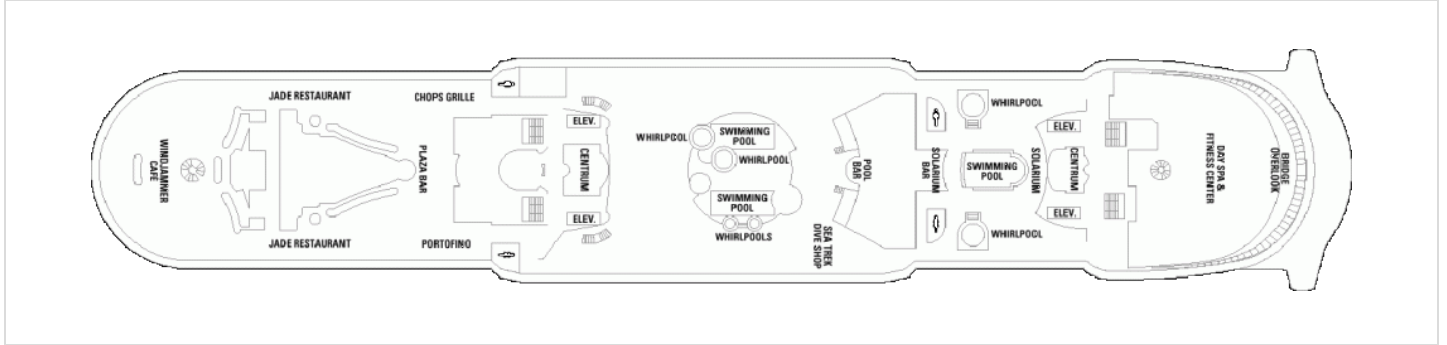 WINDJAMMER
CAFE
JADE RESTAURANT
JADE RESTAURANT
CHOPS GRILLE
PLAZA BAR
PORTOFINO
ELEV.
CENTRUM
ELEV.
WHIRLPOOL
SWIMMING
POOL
WHIRLPOOL
SWIMMING
POOL
WHIRLPOOLS
POOL
BAR
SEA TREK
DIVE SHOP
SOLARIUM
BAR
WHIRLPOOL
SWIMMING
POOL
WHIRLPOOL
SOLARIUM
ELEV.
CENTRUM
ELEV.
DAY SPA &
FITNESS CENTER
BRIDGE
OVERLOOK